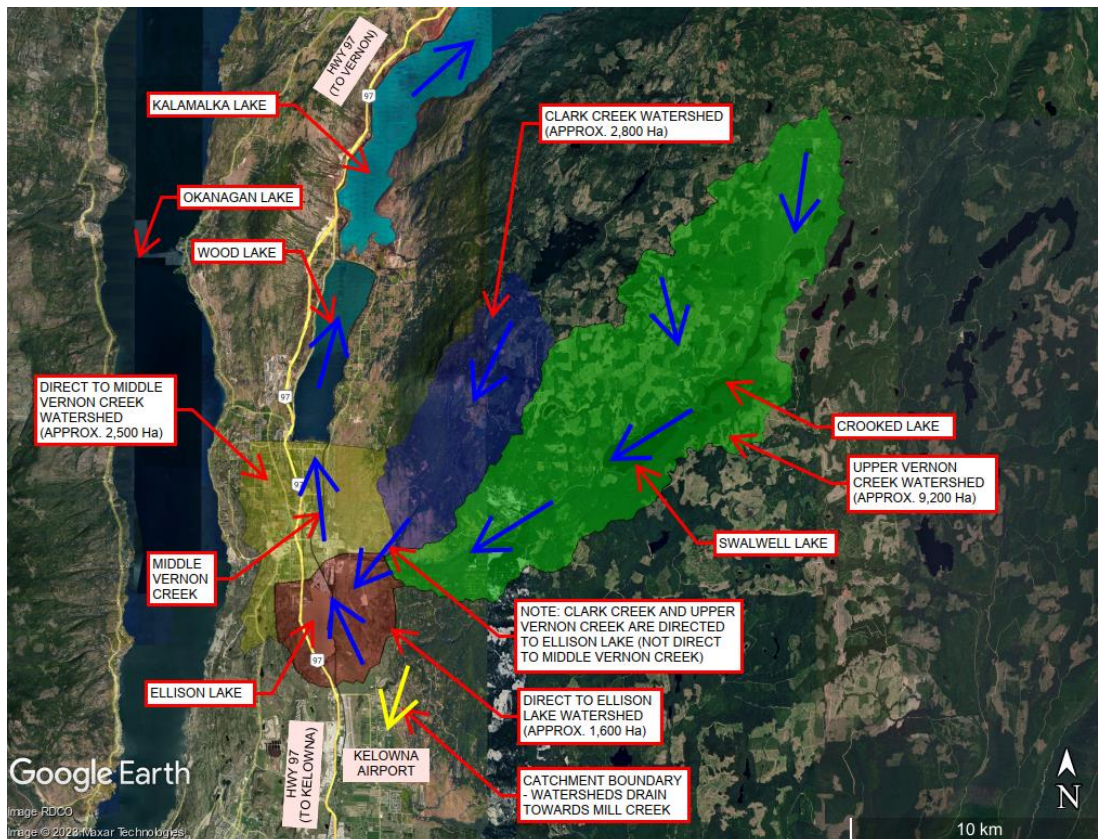 HWY 97
(TO VERNON)
97
KALAMALKA LAKE
CLARK CREEK WATERSHED
(APPROX. 2,800 Ha)
OKANAGAN LAKE
WOOD LAKE
DIRECT TO MIDDLE
VERNON CREEK
WATERSHED
(APPROX. 2,500 Ha)
97
CROOKED LAKE
UPPER VERNON
CREEK WATERSHED
(APPROX. 9,200 Ha)
97
SWALWELL LAKE
MIDDLE
VERNON
CREEK
NOTE: CLARK CREEK AND UPPER
VERNON CREEK ARE DIRECTED
TO ELLISON LAKE (NOT DIRECT
TO MIDDLE VERNON CREEK)
97
ELLISON LAKE
DIRECT TO ELLISON
LAKE WATERSHED
(APPROX. 1,600 Ha)
HWY 97
(TO KELOWNA)
KELOWNA
AIRPORT
CATCHMENT BOUNDARY
- WATERSHEDS DRAIN
TOWARDS MILL CREEK
Google Earth
N
Image RDCO
Image © 2023 Maxar Technologies
10 km